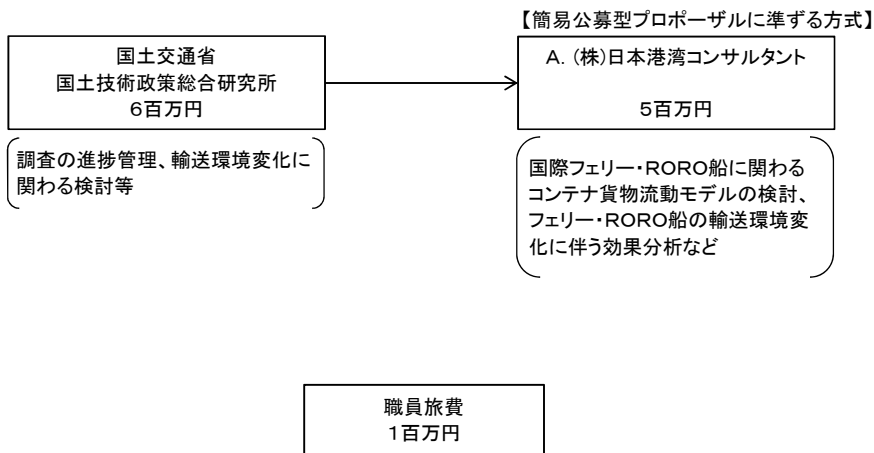 【簡易公募型プロポーザルに準ずる方式】
国土交通省
国土技術政策総合研究所
6百万円
A. (株)日本港湾コンサルタント
5百万円
調査の進捗管理、輸送環境変化に
関わる検討等
国際フェリー・RORO船に関わる
コンテナ貨物流動モデルの検討、
フェリー・RORO船の輸送環境変
化に伴う効果分析など
職員旅費
1百万円